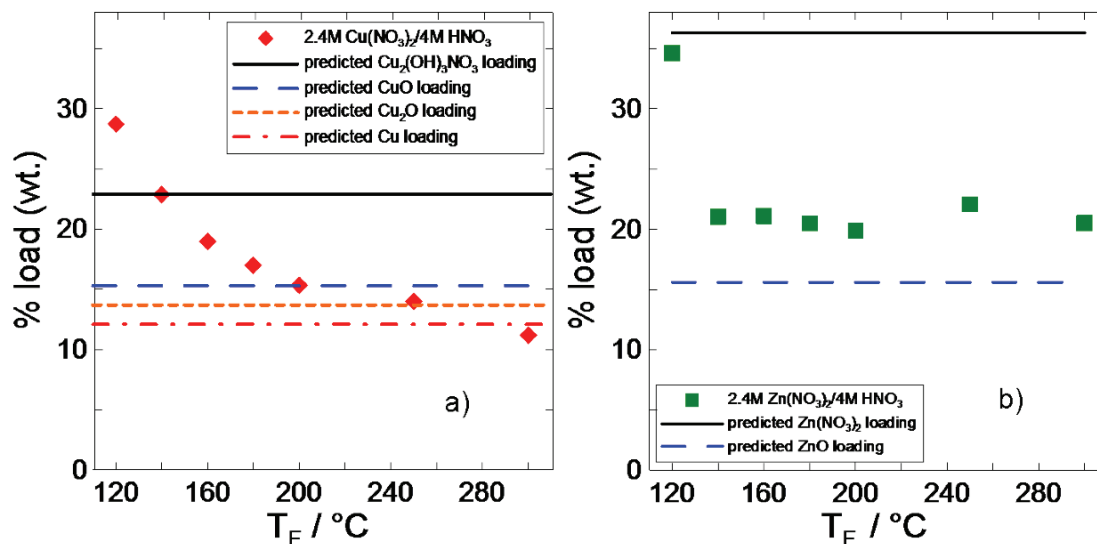 % load (wt.)
30
20
10
0
2.4M Cu(NO₃)₂/4M HNO₃
predicted Cu₂(OH)₃NO₃ loading
predicted CuO loading
predicted Cu₂O loading
predicted Cu loading
a)
120 160 200 240 280
T_F / °C
% load (wt.)
30
20
10
0
b)
2.4M Zn(NO₃)₂/4M HNO₃
predicted Zn(NO₃)₂ loading
predicted ZnO loading
120 160 200 240 280
T_F / °C